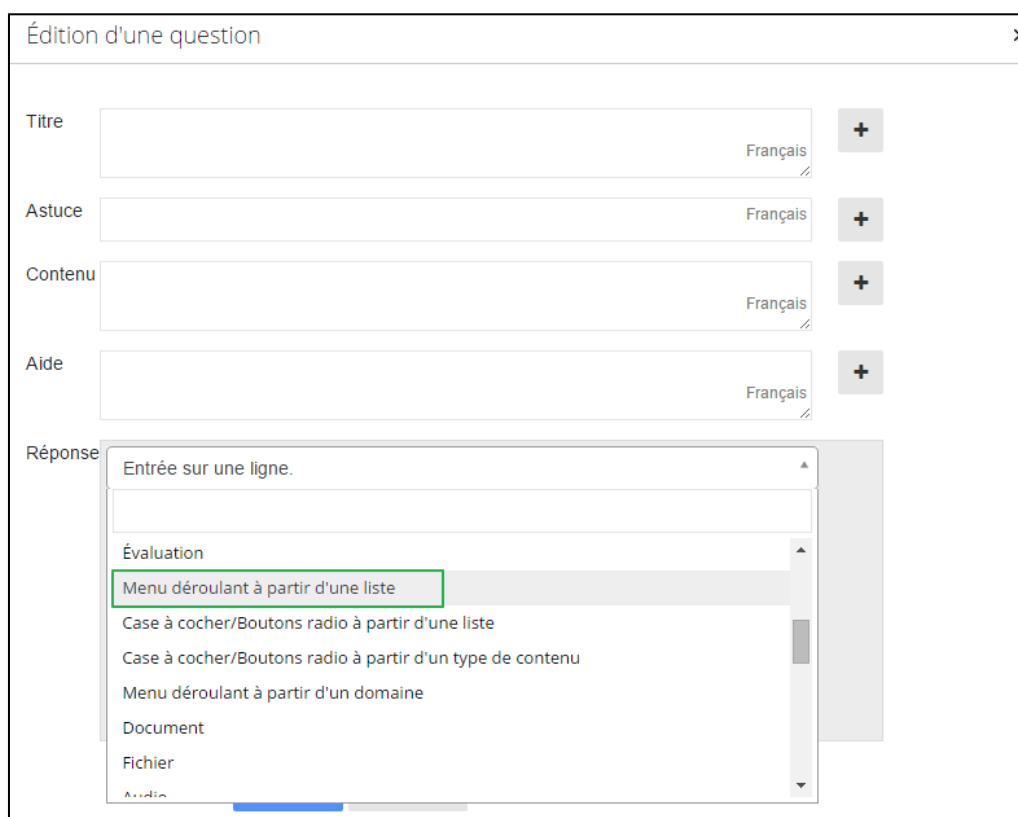 Édition d'une question
Titre
Français
Astuce
Français
Contenu
Français
Aide
Français
Réponse
Entrée sur une ligne.
Évaluation
Menu déroulant à partir d'une liste
Case à cocher/Boutons radio à partir d'une liste
Case à cocher/Boutons radio à partir d'un type de contenu
Menu déroulant à partir d'un domaine
Document
Fichier
Audio